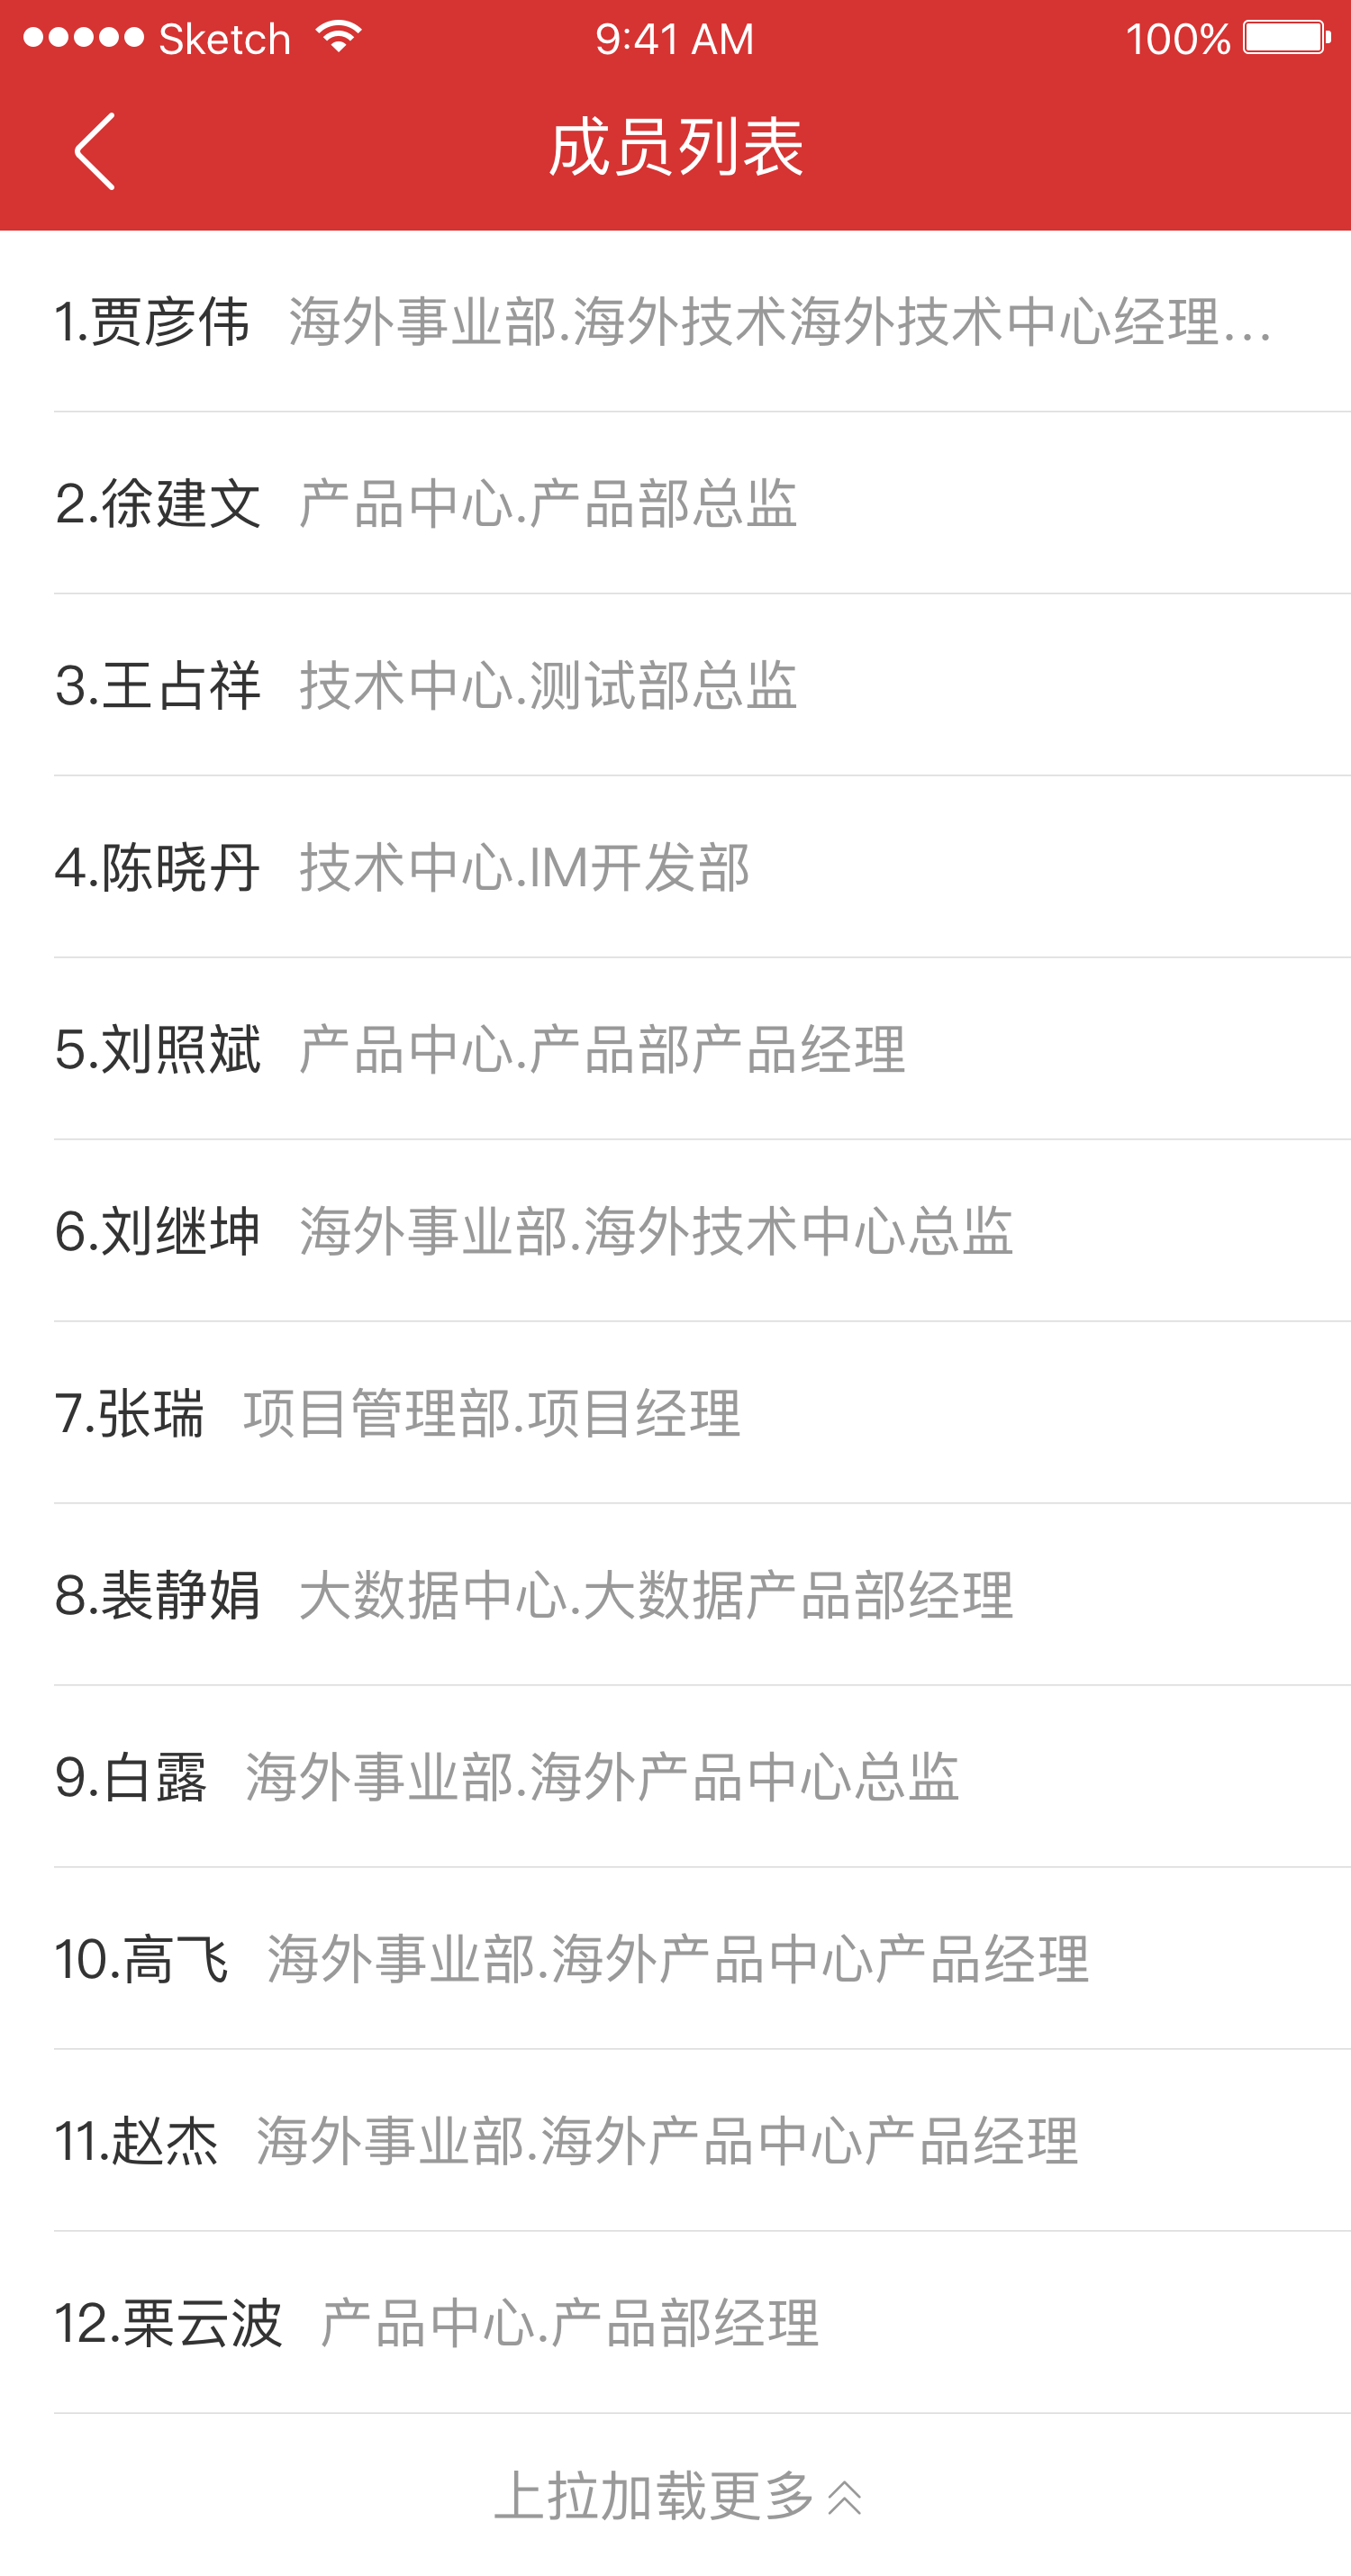 Sketch 9:41 AM 100%
成员列表
1.贾彦伟 海外事业部.海外技术海外技术中心经理…
2.徐建文 产品中心.产品部总监
3.王占祥 技术中心.测试部总监
4.陈晓丹 技术中心.IM开发部
5.刘照斌 产品中心.产品部产品经理
6.刘继坤 海外事业部.海外技术中心总监
7.张瑞 项目管理部.项目经理
8.裴静娟 大数据中心.大数据产品部经理
9.白露 海外事业部.海外产品中心总监
10.高飞 海外事业部.海外产品中心产品经理
11.赵杰 海外事业部.海外产品中心产品经理
12.栗云波 产品中心.产品部经理
上拉加载更多